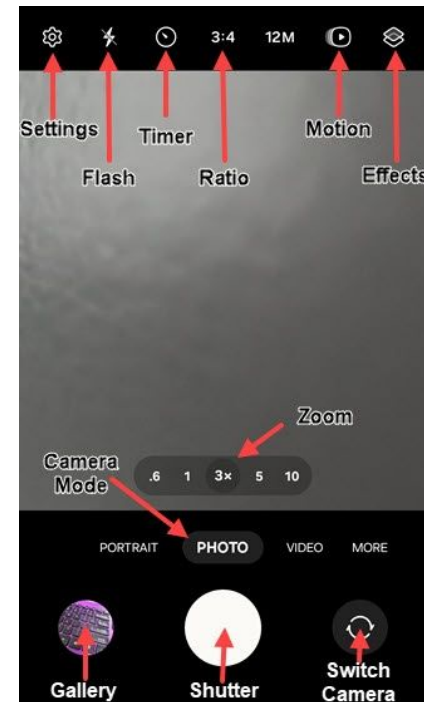 3:4 12M
Settings
Timer
Motion
Flash
Ratio
Effects
Zoom
Camera
Mode
.6 1 3× 5 10
PORTRAIT PHOTO VIDEO MORE
Gallery
Shutter
Switch
Camera